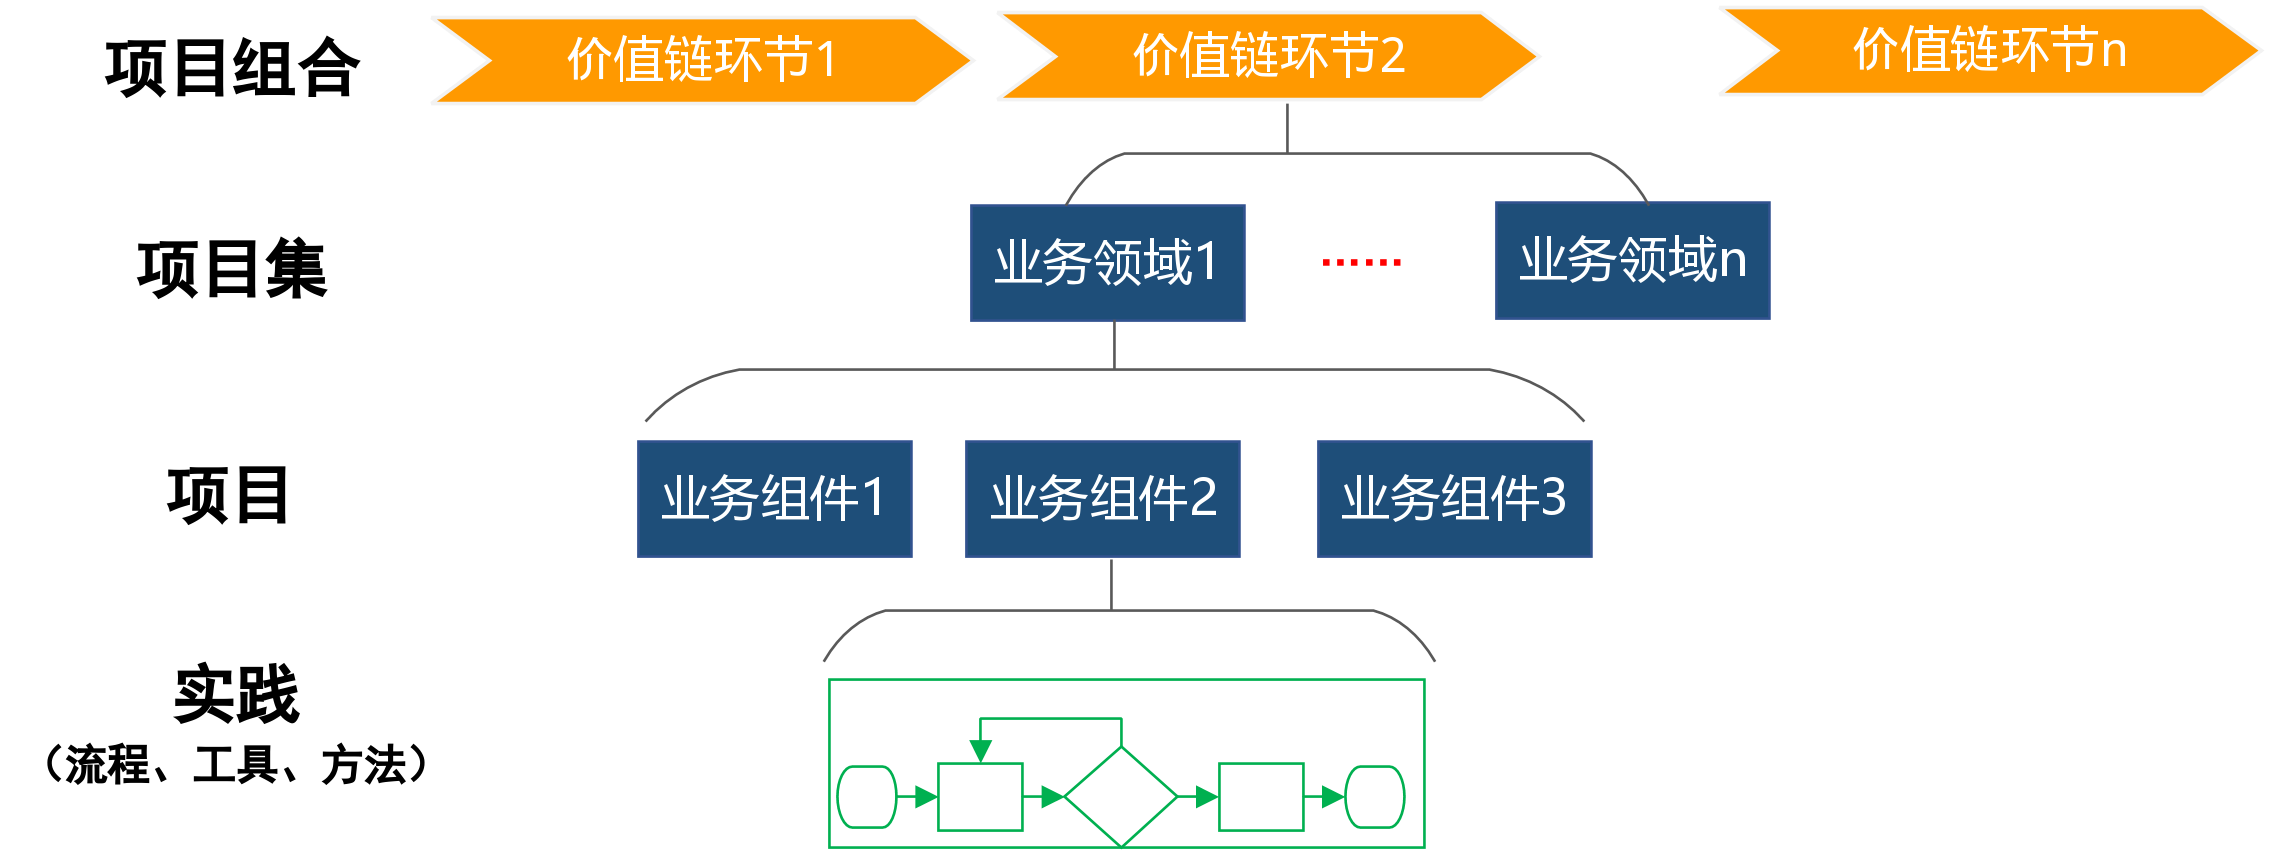 项目组合
价值链环节1
价值链环节2
价值链环节n
项目集
业务领域1
……
业务领域n
项目
业务组件1
业务组件2
业务组件3
实践
（流程、工具、方法）